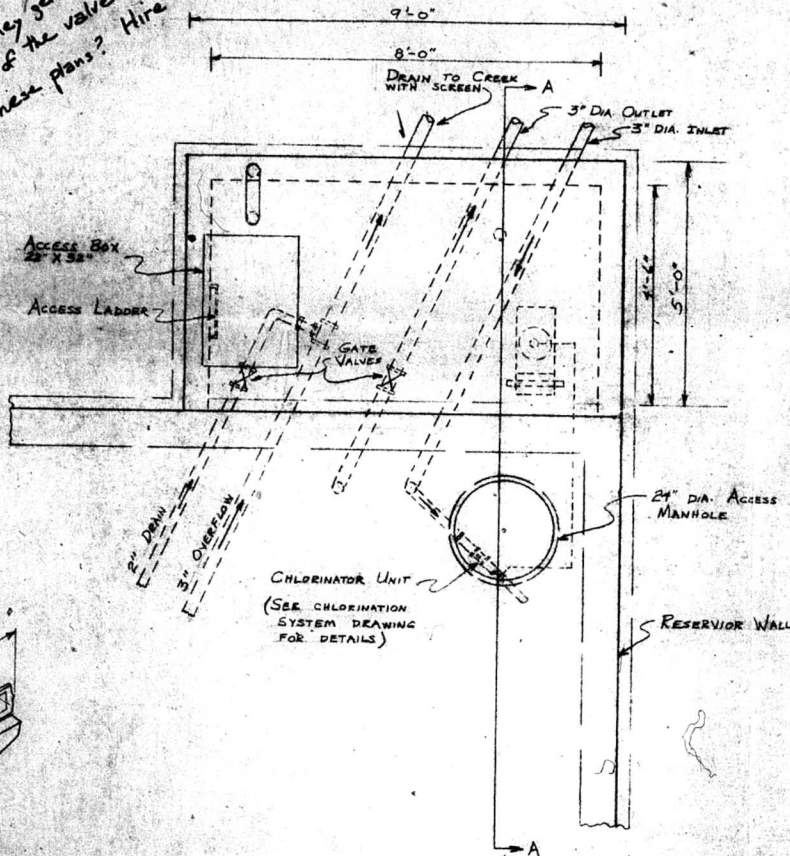 of the valve
these plans? Hire
9'-0"
8'-0"
DRAIN TO CREEK
WITH SCREEN
A
3" DIA. OUTLET
3" DIA. INLET
ACCESS BOX
22" X 32"
ACCESS LADDER
GATE
VALVES
4'-6"
5'-0"
2" DRAIN
3" OVERFLOW
24" DIA. ACCESS
MANHOLE
CHLORINATOR UNIT
(SEE CHLORINATION
SYSTEM DRAWING
FOR DETAILS)
RESERVIOR WALL
A